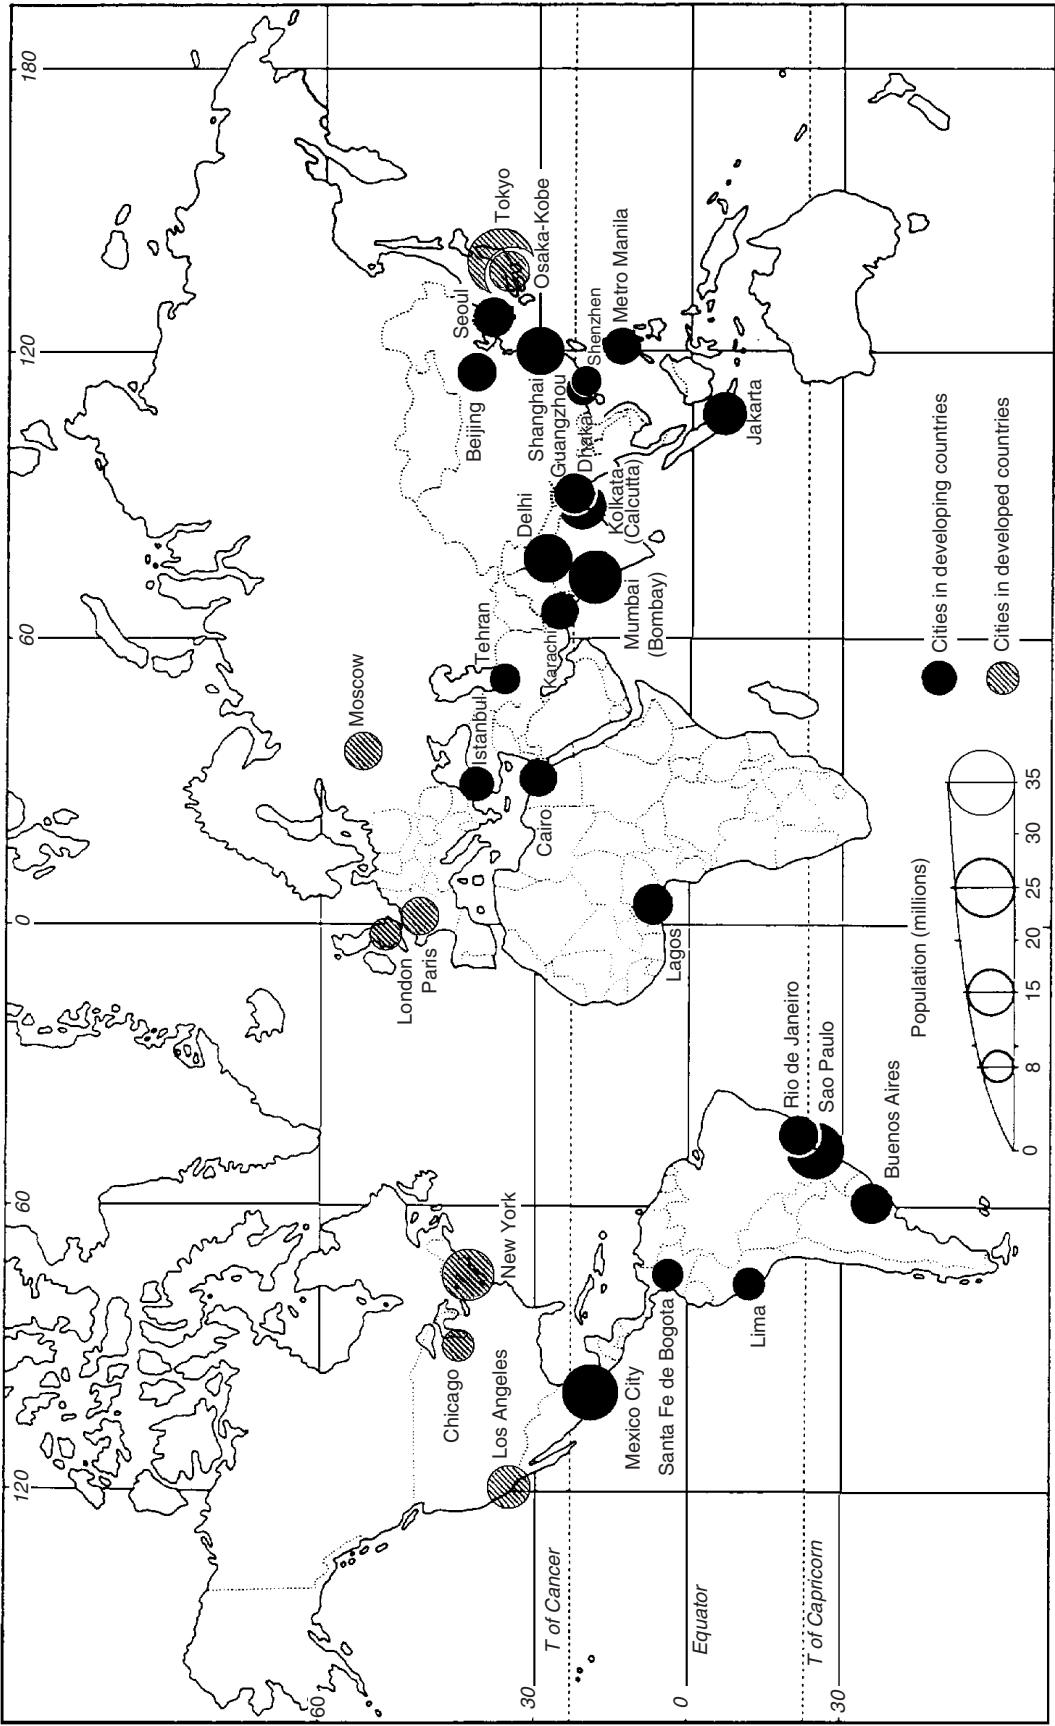 120
60
0
60
120
180
60
30
0
30
T of Cancer
Equator
T of Capricorn
Los Angeles
Chicago
New York
Mexico City
Santa Fe de Bogota
Lima
Rio de Janeiro
Sao Paulo
Buenos Aires
London
Paris
Moscow
Istanbul
Cairo
Lagos
Tehran
Karachi
Delhi
Mumbai
(Bombay)
Kolkata
(Calcutta)
Dhaka
Beijing
Shanghai
Guangzhou
Shenzhen
Seoul
Tokyo
Osaka-Kobe
Metro Manila
Jakarta
Population (millions)
0
8
15
20
25
30
35
Cities in developing countries
Cities in developed countries